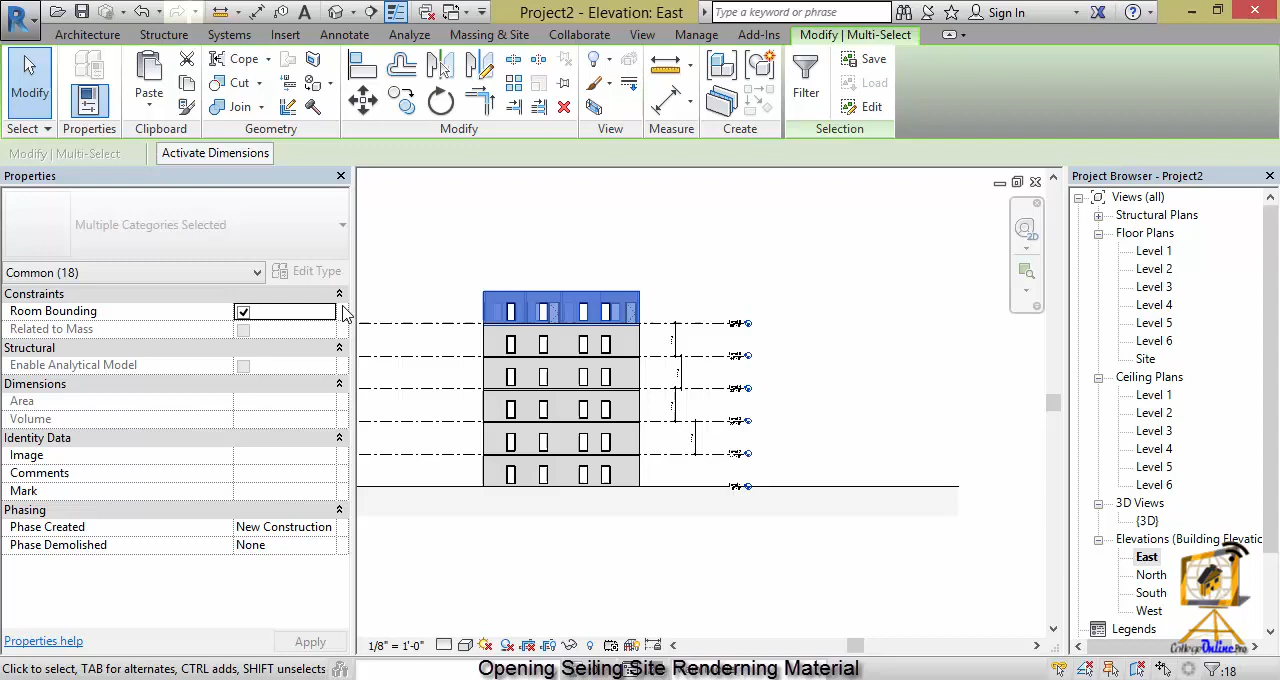 Project2 - Elevation: East
Type a keyword or phrase
Sign In
Architecture Structure Systems Insert Annotate Analyze Massing & Site Collaborate View Manage Add-Ins Modify | Multi-Select
Modify
Cope
Cut
Join
P..
Filter
Save
Load
Edit
Select Properties Clipboard Geometry Modify View Measure Create Selection
Modify | Multi-Select
Activate Dimensions
Properties
Multiple Categories Selected
Common (18)
Edit Type
Constraints
Room Bounding
Related to Mass
Structural
Enable Analytical Model
Dimensions
Area
Volume
Identity Data
Image
Comments
Mark
Phasing
Phase Created New Construction
Phase Demolished None
Properties help
Apply
2D
1/8" = 1'-0"
Project Browser - Project2
Views (all)
Structural Plans
Floor Plans
Level 1
Level 2
Level 3
Level 4
Level 5
Level 6
Site
Ceiling Plans
Level 1
Level 2
Level 3
Level 4
Level 5
Level 6
3D Views
{3D}
Elevations (Building Elevatic
East
North
South
West
Legends
CollegeOnline.Pro
Click to select, TAB for alternates, CTRL adds, SHIFT unselects
:18
Opening Seiling Site Rendernning Material